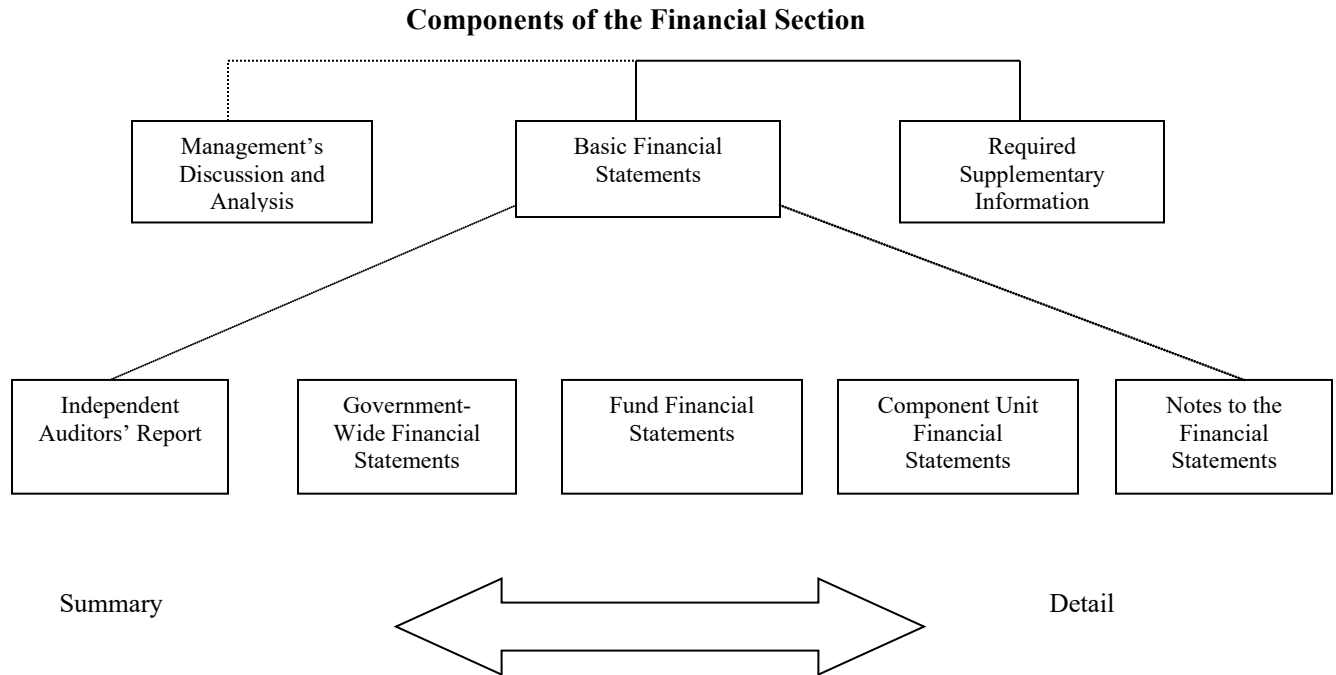 Components of the Financial Section
Management’s
Discussion and
Analysis
Basic Financial
Statements
Required
Supplementary
Information
Independent
Auditors’ Report
Government-
Wide Financial
Statements
Fund Financial
Statements
Component Unit
Financial
Statements
Notes to the
Financial
Statements
Summary
Detail